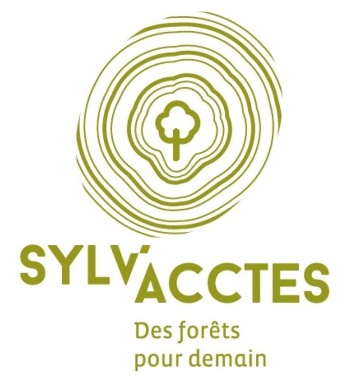 SYLV'ACCTES
Des forêts
pour demain